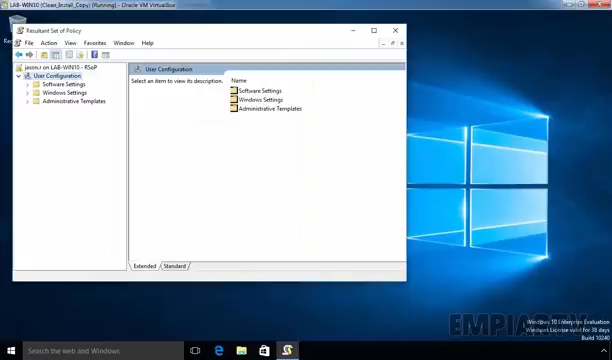 LAB-WIN10 (Clean_Install_Copy) [Running] - Oracle VM VirtualBox
Resultant Set of Policy
File Action View Favorites Window Help
jason.r on LAB-WIN10 - RSoP
User Configuration
Software Settings
Windows Settings
Administrative Templates
User Configuration
Select an item to view its description.
Name
Software Settings
Windows Settings
Administrative Templates
Extended Standard
EMPIAS.TV
Windows 10 Enterprise Evaluation
Windows License valid for 38 days
Build 10240
Search the web and Windows